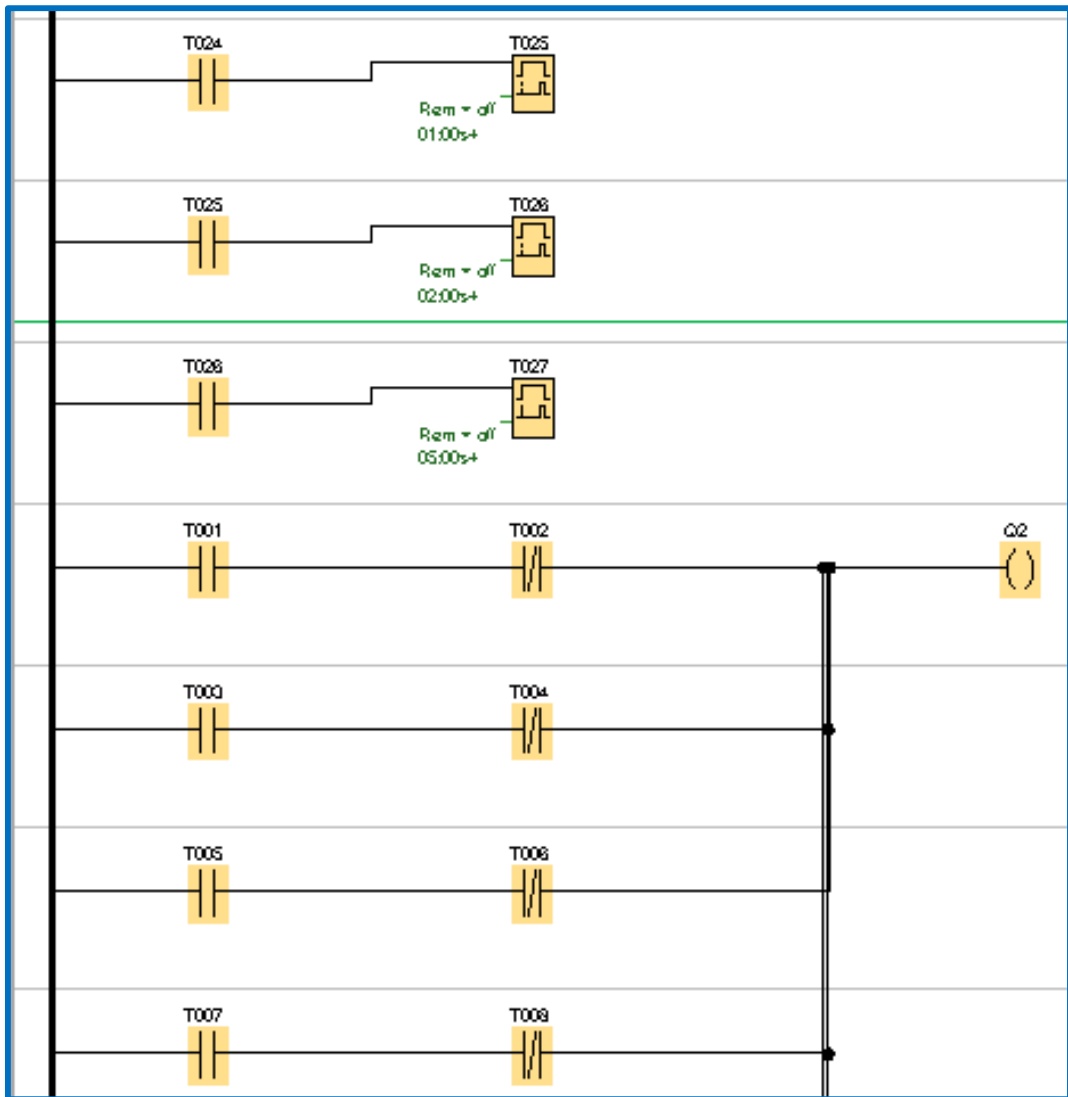 T024 T025
Rem = off
01:00s+
T025 T026
Rem = off
02:00s+
T026 T027
Rem = off
05:00s+
T001 T002 Q2
T003 T004
T005 T006
T007 T008